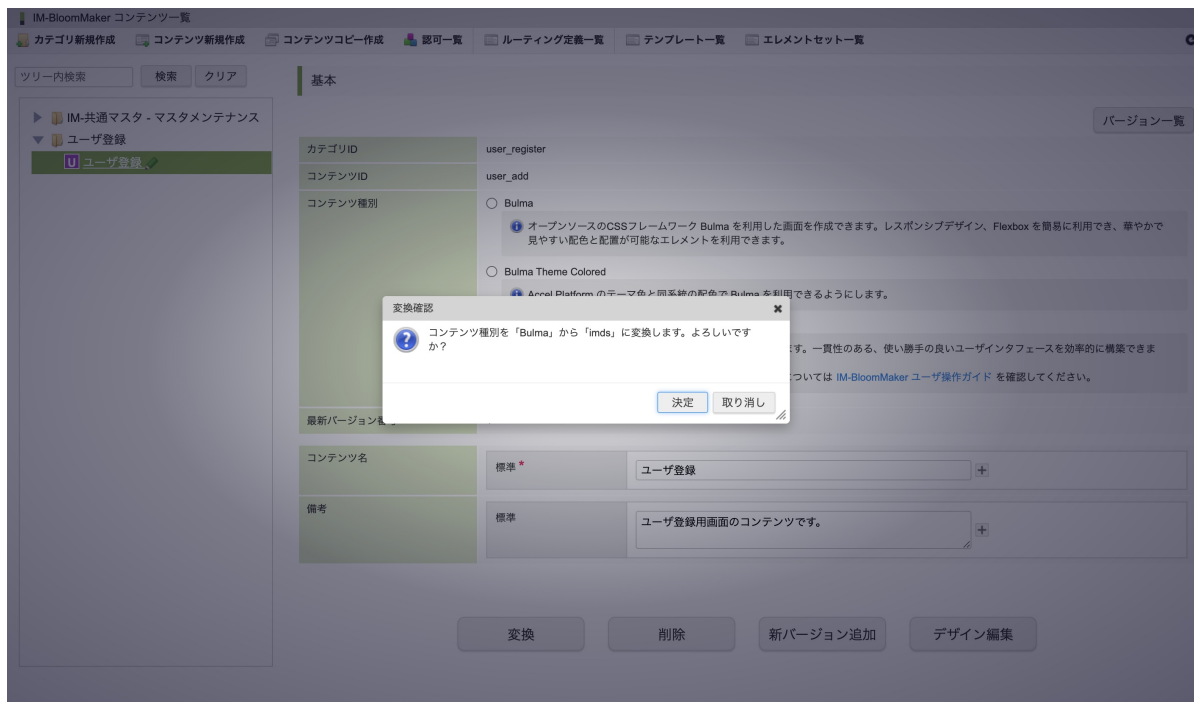 IM-BloomMaker コンテンツ一覧
カテゴリ新規作成 コンテンツ新規作成 コンテンツコピー作成 認可一覧 ルーティング定義一覧 テンプレート一覧 エレメントセット一覧
ツリー内検索 検索 クリア
基本
IM-共通マスタ - マスタメンテナンス
ユーザ登録
U ユーザ登録
バージョン一覧
カテゴリID user_register
コンテンツID user_add
コンテンツ種別 Bulma
オープンソースのCSSフレームワーク Bulma を利用した画面を作成できます。レスポンシブデザイン、Flexbox を簡易に利用でき、華やかで
見やすい配色と配置が可能なエレメントを利用できます。
Bulma Theme Colored
Accel Platform のテーマ色と同系統の配色で Bulma を利用できるようにします。
変換確認
コンテンツ種別を「Bulma」から「imds」に変換します。よろしいです
か？
ます。一貫性のある、使い勝手の良いユーザインタフェースを効率的に構築できま
については IM-BloomMaker ユーザ操作ガイド を確認してください。
決定 取り消し
最新バージョン番
コンテンツ名 標準* ユーザ登録
備考 標準 ユーザ登録用画面のコンテンツです。
変換 削除 新バージョン追加 デザイン編集